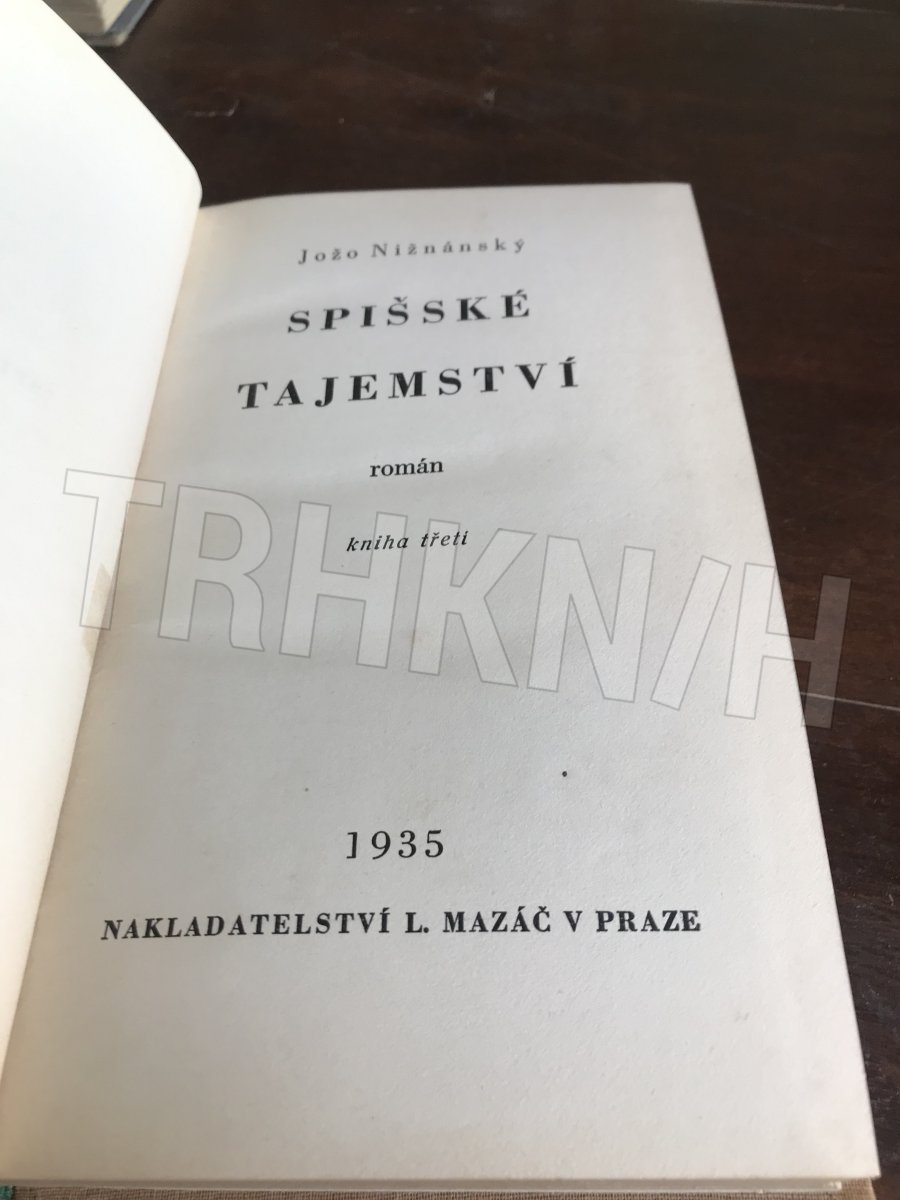 Jožo Nižnánský
SPIŠSKÉ
TAJEMSTVÍ
román
kniha třetí
TRHKNIH
1935
NAKLADATELSTVÍ L. MAZÁČ V PRAZE